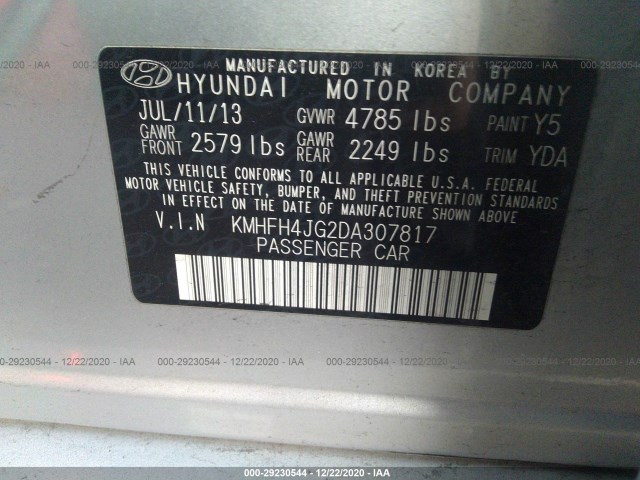 000-29230544 - 12/22/2020 - IAA
MANUFACTURED IN KOREA BY
HYUNDAI MOTOR COMPANY
JUL/11/13 GVWR 4785 lbs PAINT Y5
GAWR FRONT 2579 lbs GAWR REAR 2249 lbs TRIM YDA
THIS VEHICLE CONFORMS TO ALL APPLICABLE U.S.A. FEDERAL
MOTOR VEHICLE SAFETY, BUMPER, AND THEFT PREVENTION STANDARDS
IN EFFECT ON THE DATE OF MANUFACTURE SHOWN ABOVE.
V.I.N KMHFH4JG2DA307817
PASSENGER CAR
000-29230544 - 12/22/2020 - IAA
000-29230544 - 12/22/2020 - IAA